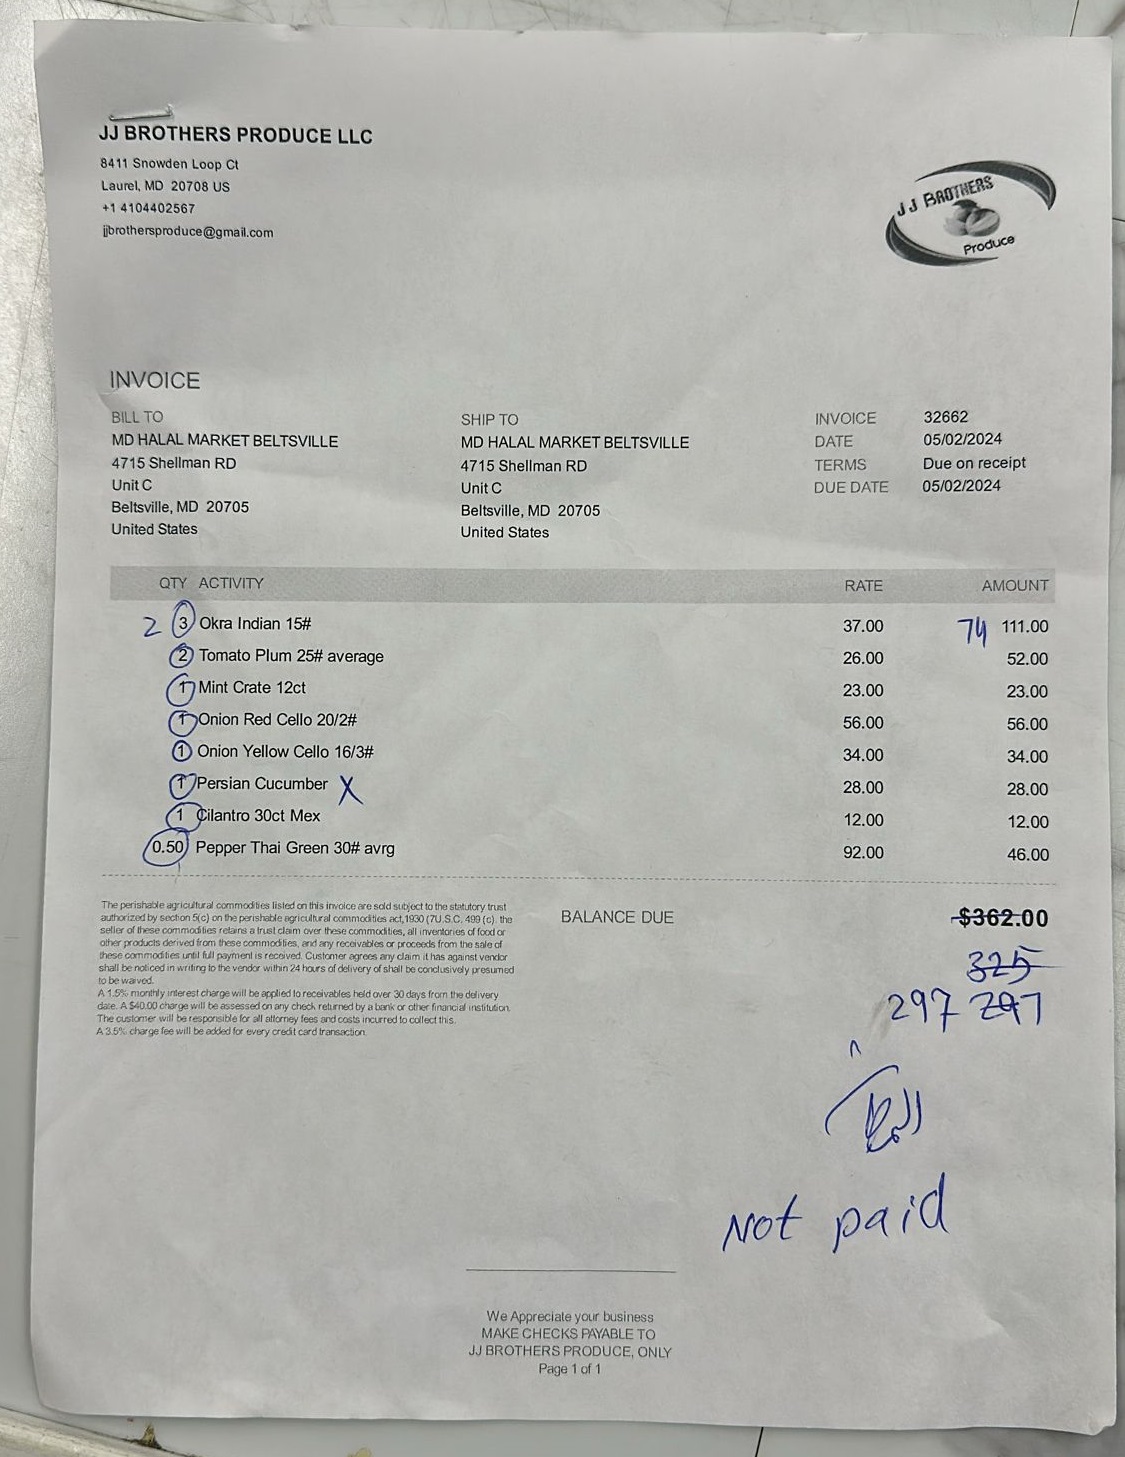 JJ BROTHERS PRODUCE LLC
8411 Snowden Loop Ct
Laurel, MD 20708 US
+1 4104402567
jjbrothersproduce@gmail.com
JJ BROTHERS
Produce
INVOICE
BILL TO
MD HALAL MARKET BELTSVILLE
4715 Shellman RD
Unit C
Beltsville, MD 20705
United States
SHIP TO
MD HALAL MARKET BELTSVILLE
4715 Shellman RD
Unit C
Beltsville, MD 20705
United States
INVOICE 32662
DATE 05/02/2024
TERMS Due on receipt
DUE DATE 05/02/2024
QTY ACTIVITY RATE AMOUNT
2 3 Okra Indian 15# 37.00 74 111.00
2 Tomato Plum 25# average 26.00 52.00
1 Mint Crate 12ct 23.00 23.00
1 Onion Red Cello 20/2# 56.00 56.00
1 Onion Yellow Cello 16/3# 34.00 34.00
1 Persian Cucumber X 28.00 28.00
1 Cilantro 30ct Mex 12.00 12.00
0.50 Pepper Thai Green 30# avrg 92.00 46.00
The perishable agricultural commodities listed on this invoice are sold subject to the statutory trust
authorized by section 5(c) on the perishable agricultural commodities act,1930 (7U.S.C. 499 (c). the
seller of these commodities retains a trust claim over these commodities, all inventories of food or
other products derived from these commodities, and any receivables or proceeds from the sale of
these commodities until full payment is received. Customer agrees any claim it has against vendor
shall be noticed in writing to the vendor within 24 hours of delivery of shall be conclusively presumed
to be waived.
A 1.5% monthly interest charge will be applied to receivables held over 30 days from the delivery
date. A $40.00 charge will be assessed on any check returned by a bank or other financial institution.
The customer will be responsible for all attorney fees and costs incurred to collect this.
A 3.5% charge fee will be added for every credit card transaction.
BALANCE DUE $362.00
325
297 297
Not paid
We Appreciate your business
MAKE CHECKS PAYABLE TO
JJ BROTHERS PRODUCE, ONLY
Page 1 of 1